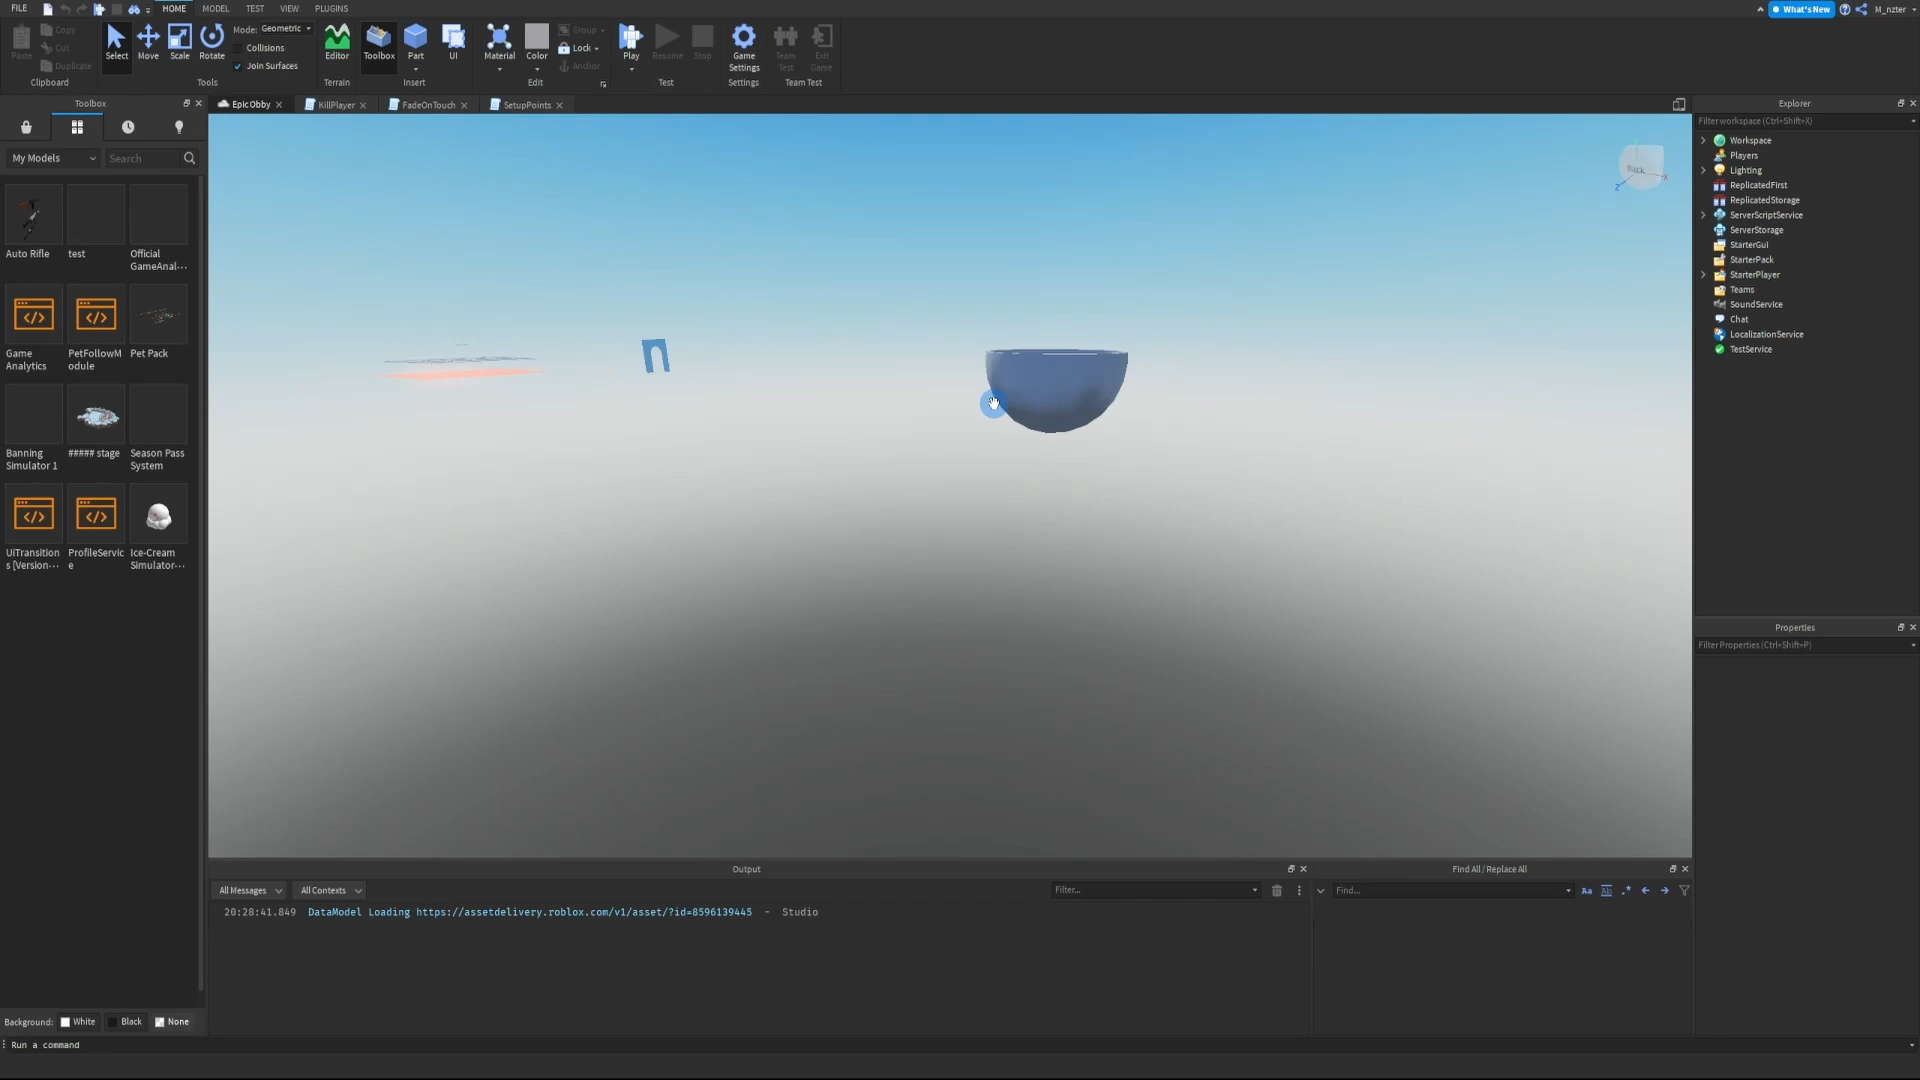 FILE HOME MODEL TEST VIEW PLUGINS What's New M_nzter
Paste Copy Cut Duplicate Clipboard
Select Move Scale Rotate Mode: Geometric Collisions Join Surfaces Tools
Editor Terrain
Toolbox Part UI Insert
Material Color Group Lock Anchor Edit
Play Resume Stop Test
Game Settings Settings
Team Test Exit Game Team Test
Toolbox
EpicObby KillPlayer FadeOnTouch SetupPoints
My Models Search
Auto Rifle test Official GameAnal···
Game Analytics PetFollowM odule Pet Pack
Banning Simulator 1 ##### stage Season Pass System
UITransition s [Version··· ProfileServic e Ice-Cream Simulator···
Background: White Black None
Run a command
Back
Z
X
Output
All Messages All Contexts Filter...
20:28:41.849 DataModel Loading https://assetdelivery.roblox.com/v1/asset/?id=8596139445 - Studio
Find All / Replace All
Find... Aa Ab .*
Explorer
Filter workspace (Ctrl+Shift+X)
Workspace
Players
Lighting
ReplicatedFirst
ReplicatedStorage
ServerScriptService
ServerStorage
StarterGui
StarterPack
StarterPlayer
Teams
SoundService
Chat
LocalizationService
TestService
Properties
Filter Properties (Ctrl+Shift+P)